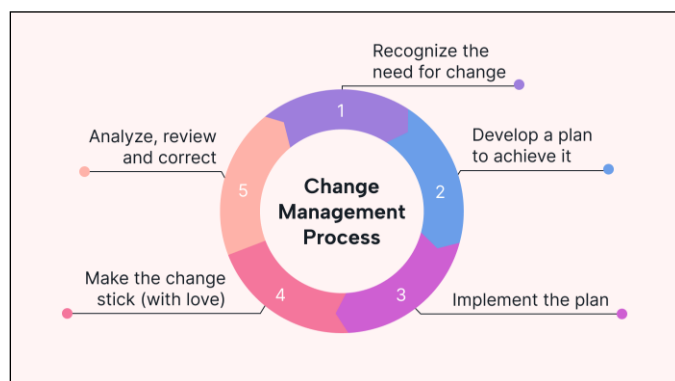 Change
Management
Process
1
Recognize the
need for change
2
Develop a plan
to achieve it
3
Implement the plan
4
Make the change
stick (with love)
5
Analyze, review
and correct